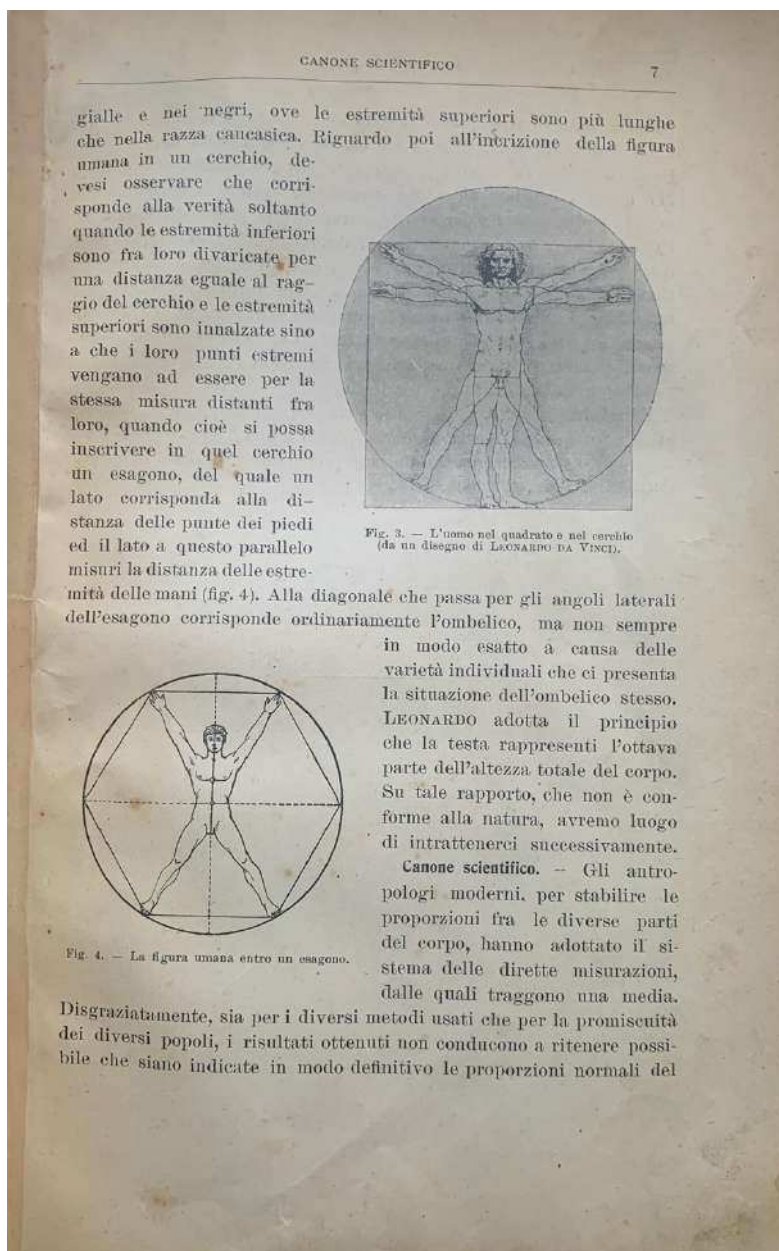 CANONE SCIENTIFICO
7
gialle e nei negri, ove le estremità superiori sono più lunghe
che nella razza caucasica. Riguardo poi all'incrizione della figura
umana in un cerchio, de-
vesi osservare che corri-
sponde alla verità soltanto
quando le estremità inferiori
sono fra loro divaricate per
una distanza eguale al rag-
gio del cerchio e le estremità
superiori sono innalzate sino
a che i loro punti estremi
vengano ad essere per la
stessa misura distanti fra
loro, quando cioè si possa
inscrivere in quel cerchio
un esagono, del quale un
lato corrisponda alla di-
stanza delle punte dei piedi
ed il lato a questo parallelo
misuri la distanza delle estre-
Fig. 3. — L'uomo nel quadrato e nel cerchio
(da un disegno di LEONARDO DA VINCI).
mità delle mani (fig. 4). Alla diagonale che passa per gli angoli laterali
dell'esagono corrisponde ordinariamente l'ombelico, ma non sempre
in modo esatto a causa delle
varietà individuali che ci presenta
la situazione dell'ombelico stesso.
LEONARDO adotta il principio
che la testa rappresenti l'ottava
parte dell'altezza totale del corpo.
Su tale rapporto, che non è con-
forme alla natura, avremo luogo
di intrattenerci successivamente.
Canone scientifico. — Gli antro-
pologi moderni, per stabilire le
proporzioni fra le diverse parti
del corpo, hanno adottato il si-
stema delle dirette misurazioni,
dalle quali traggono una media.
Fig. 4. — La figura umana entro un esagono.
Disgraziatamente, sia per i diversi metodi usati che per la promiscuità
dei diversi popoli, i risultati ottenuti non conducono a ritenere possi-
bile che siano indicate in modo definitivo le proporzioni normali del